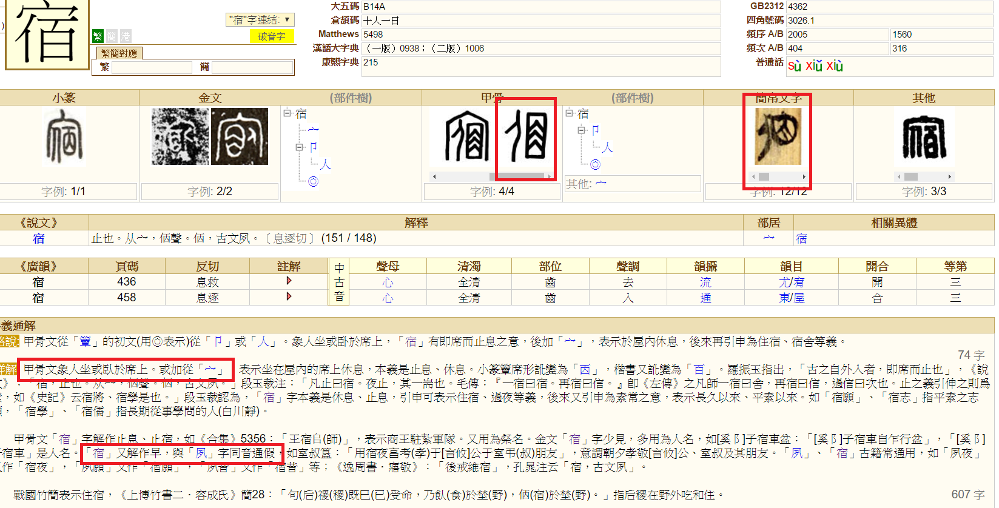 宿
"宿"字連結: ▼
繁 簡 港
破音字
繁簡對應
繁 簡
大五碼 B14A
倉頡碼 十人一日
Matthews 5498
漢語大字典 （一版）0938；（二版）1006
康熙字典 215
GB2312 4362
四角號碼 3026.1
頻序 A/B 2005 1560
頻次 A/B 404 316
普通話 sù xiǔ xiù
小篆 金文 (部件樹) 甲骨 (部件樹) 簡帛文字 其他
宿
宀
卩
人
◎
宿
卩
人
◎
其他: 宀
字例: 1/1 字例: 2/2 字例: 4/4 字例: 12/12 字例: 3/3
《說文》 解釋 部居 相關異體
宿 止也。从宀，㐁聲。㐁，古文夙。〔息逐切〕(151 / 148) 宀 宿
《廣韻》 頁碼 反切 註解 中古音 聲母 清濁 部位 聲調 韻攝 韻目 開合 等第
宿 436 息救 心 全清 齒 去 流 尤/宥 開 三
宿 458 息逐 心 全清 齒 入 通 東/屋 合 三
義通解
略說: 甲骨文從「簟」的初文(用◎表示)從「卩」或「人」。象人坐或卧於席上，「宿」有即席而止息之意，後加「宀」，表示於屋內休息，後來再引申為住宿、宿舍等義。
74 字
詳解 甲骨文象人坐或臥於席上。或加從「宀」 表示坐在屋內的席上休息，本義是止息、休息。小篆簟席形訛變為「㐁」，楷書又訛變為「百」。羅振玉指出，「古之自外入者，即席而止也」，《說
文》：「宿，止也。从宀，㐁聲。㐁，古文夙。」段玉裁注：「凡止曰宿。夜止，其一耑也。毛傳：『一宿曰宿。再宿曰信。』卽《左傳》之凡師一宿曰舍，再宿曰信，過信曰次也。止之義引伸之則爲
素，如《史記》云宿將、宿學是也。」段玉裁認為，「宿」字本義是休息、止息，引申可表示住宿、過夜等義，後來又引申為素常之意，表示長久以來、平素以來。如「宿願」、「宿志」指平素之志
願，「宿學」、「宿儒」指長期從事學問的人(白川靜)。
甲骨文「宿」字解作止息、止宿，如《合集》5356：「王宿𠂤(師)」，表示商王駐紮軍隊。又用為祭名。金文「宿」字少見，多用為人名，如[奚阝]子宿車盆：「[奚阝]子宿車自乍行盆」，「[奚阝]
子宿車」是人名。「宿」又解作早，與「夙」字同音通假，如室叔簋：「用宿夜亯考(孝)于[言攸]公于室弔(叔)朋友」，意謂朝夕孝敬[言攸]公、室叔及其朋友。「夙」、「宿」古籍常通用，如「夙夜」
又作「宿夜」，「夙願」又作「宿願」，「夙昔」又作「宿昔」等；《逸周書．寤敬》：「後戒維宿」，孔晁注云「宿，古文夙」。
戰國竹簡表示住宿，《上博竹書二．容成氏》簡28：「句(后)禝(稷)既巳(已)受命，乃飤(食)於埜(野)，㐁(宿)於埜(野)。」指后稷在野外吃和住。
607 字